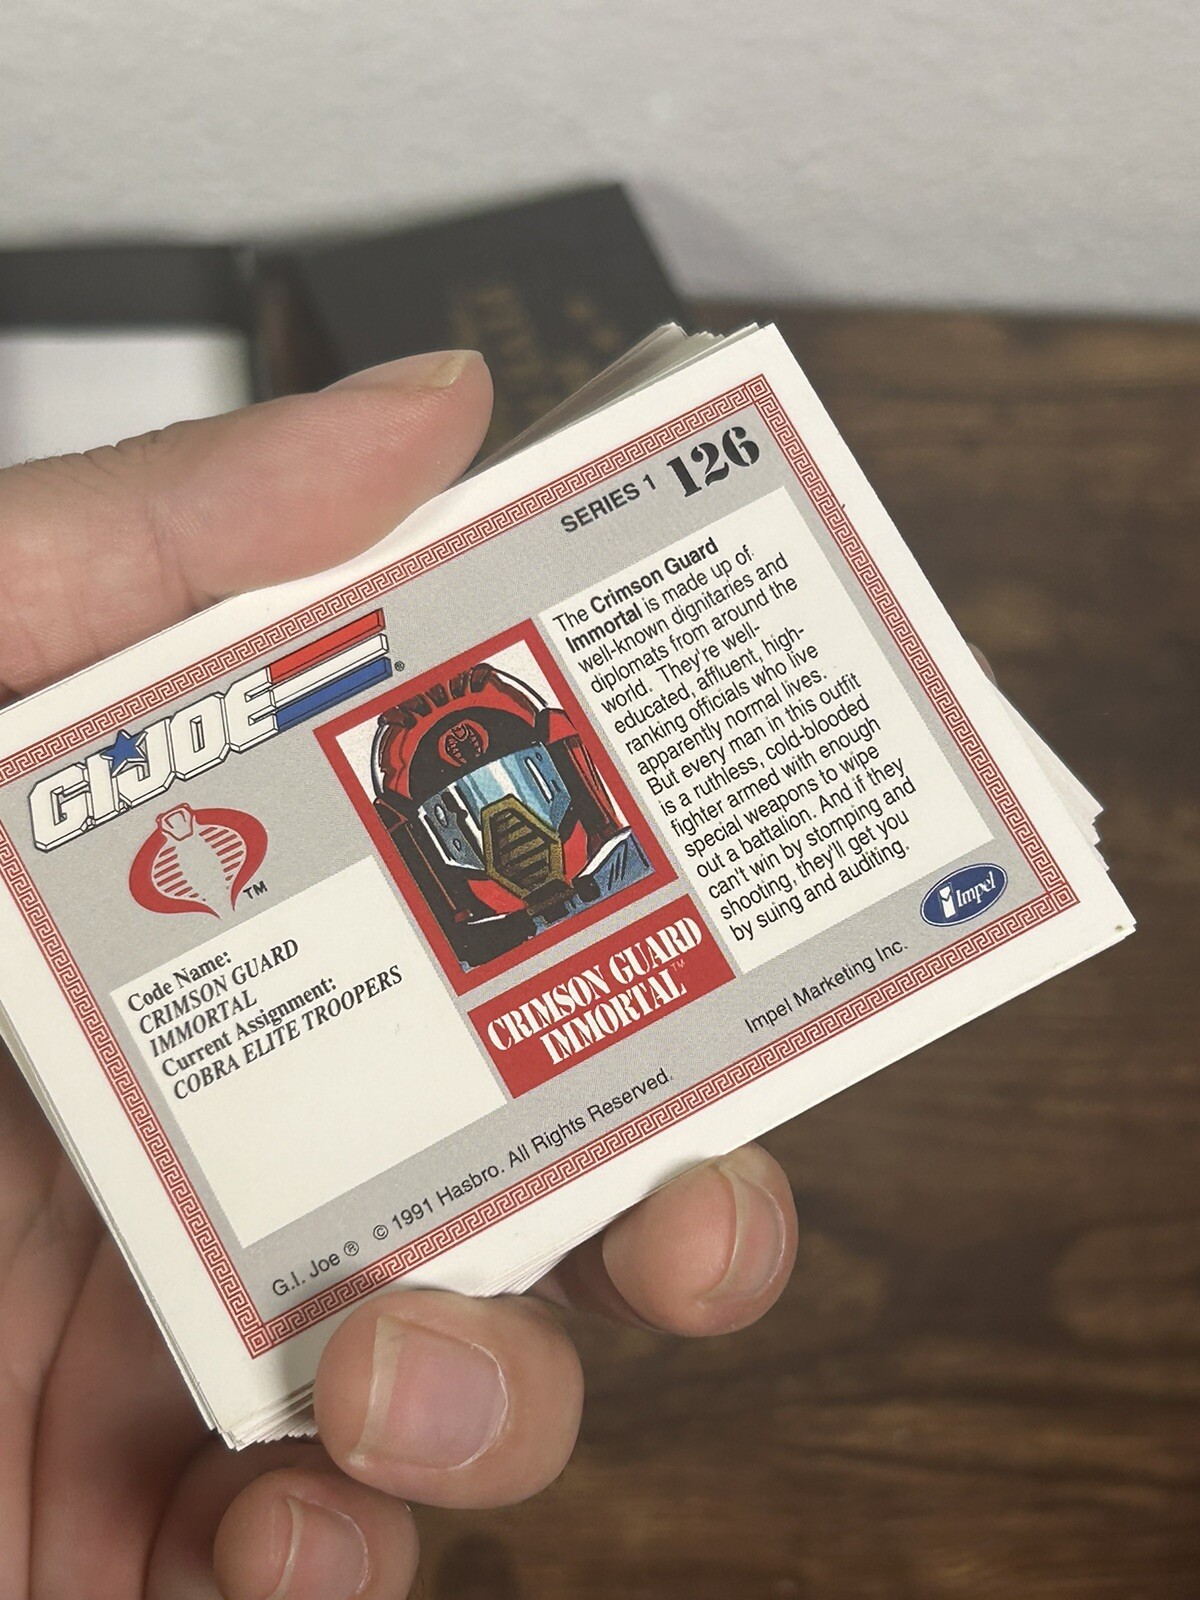 SERIES 1 126
G.I. JOE ®
TM
Code Name:
CRIMSON GUARD
IMMORTAL
Current Assignment:
COBRA ELITE TROOPERS
CRIMSON GUARD
IMMORTAL™
The Crimson Guard
Immortal is made up of
well-known dignitaries and
diplomats from around the
world. They're well-
educated, affluent, high-
ranking officials who live
apparently normal lives.
But every man in this outfit
is a ruthless, cold-blooded
fighter armed with enough
special weapons to wipe
out a battalion. And if they
can't win by stomping and
shooting, they'll get you
by suing and auditing.
Impel
G.I. Joe ® © 1991 Hasbro. All Rights Reserved. Impel Marketing Inc.